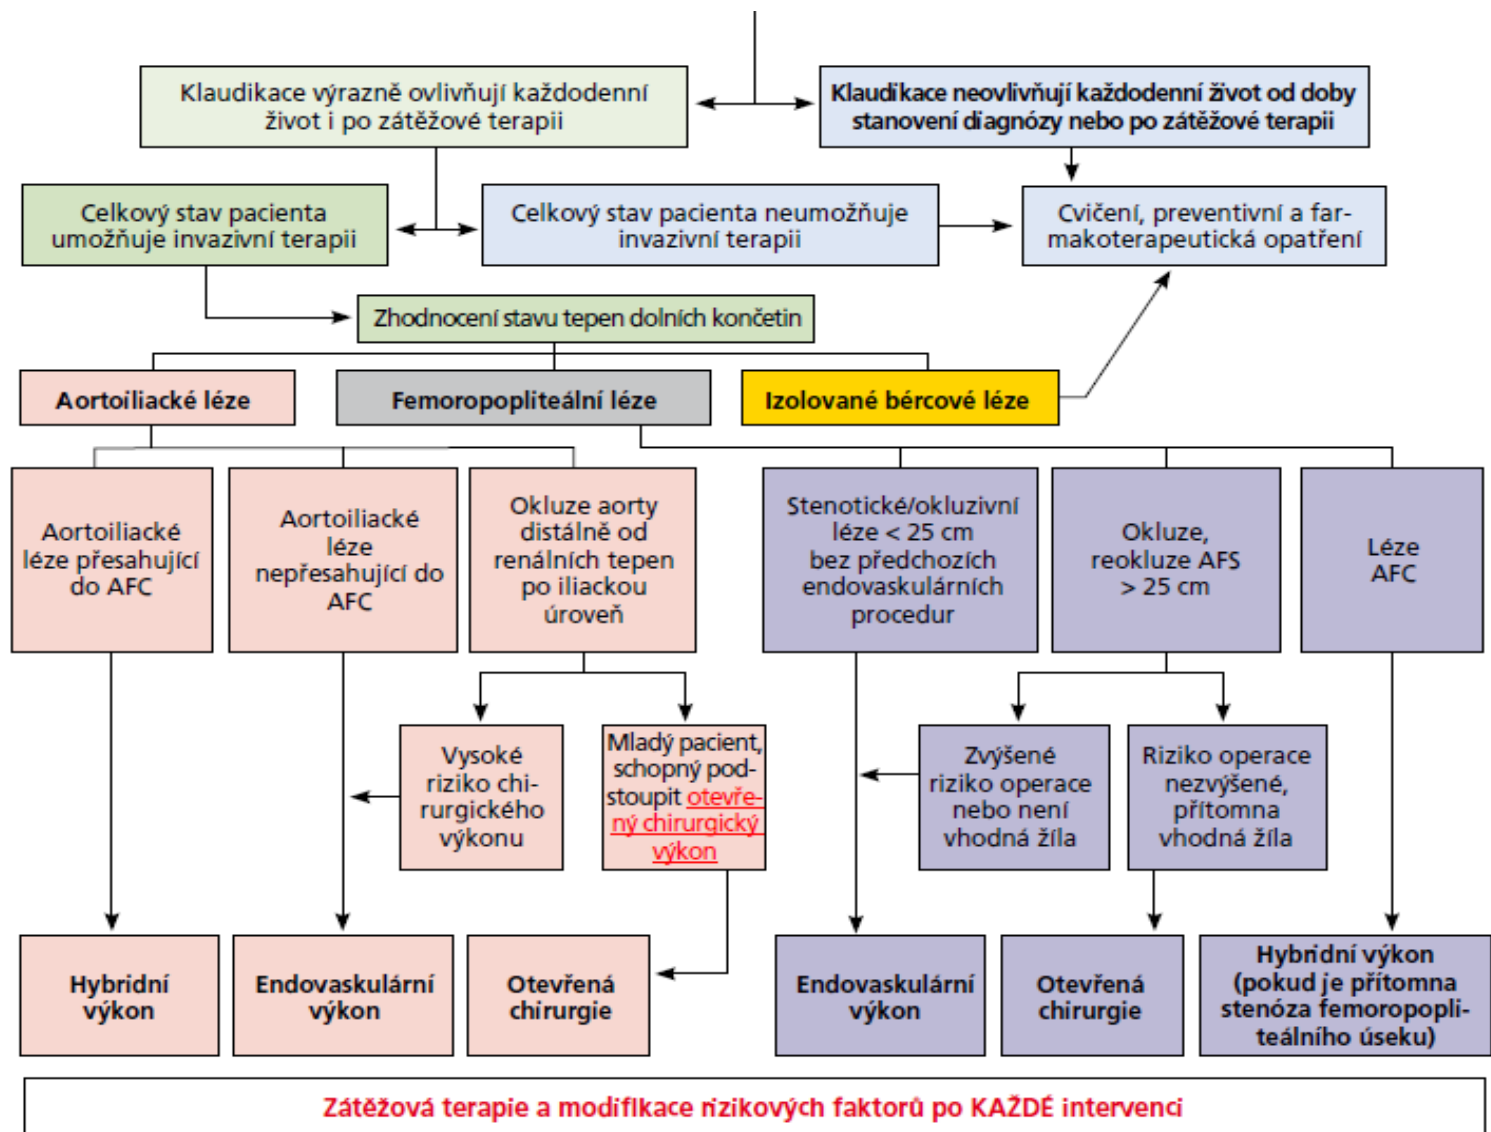 Klaudikace výrazně ovlivňují každodenní
život i po zátěžové terapii
Klaudikace neovlivňují každodenní život od doby
stanovení diagnózy nebo po zátěžové terapii
Celkový stav pacienta
umožňuje invazivní terapii
Celkový stav pacienta neumožňuje
invazivní terapii
Cvičení, preventivní a far-
makoterapeutická opatření
Zhodnocení stavu tepen dolních končetin
Aortoiliacké léze
Femoropopliteální léze
Izolované bércové léze
Aortoiliacké
léze přesahující
do AFC
Aortoiliacké
léze
nepřesahující do
AFC
Okluze aorty
distálně od
renálních tepen
po iliackou
úroveň
Stenotické/okluzivní
léze < 25 cm
bez předchozích
endovaskulárních
procedur
Okluze,
reokluze AFS
> 25 cm
Léze
AFC
Vysoké
riziko chi-
rurgického
výkonu
Mladý pacient,
schopný pod-
stoupit otevře-
ný chirurgický
výkon
Zvýšené
riziko operace
nebo není
vhodná žíla
Riziko operace
nezvýšené,
přítomna
vhodná žíla
Hybridní
výkon
Endovaskulární
výkon
Otevřená
chirurgie
Endovaskulární
výkon
Otevřená
chirurgie
Hybridní výkon
(pokud je přítomna
stenóza femoropopli-
teálního úseku)
Zátěžová terapie a modifikace rizikových faktorů po KAŽDÉ intervenci